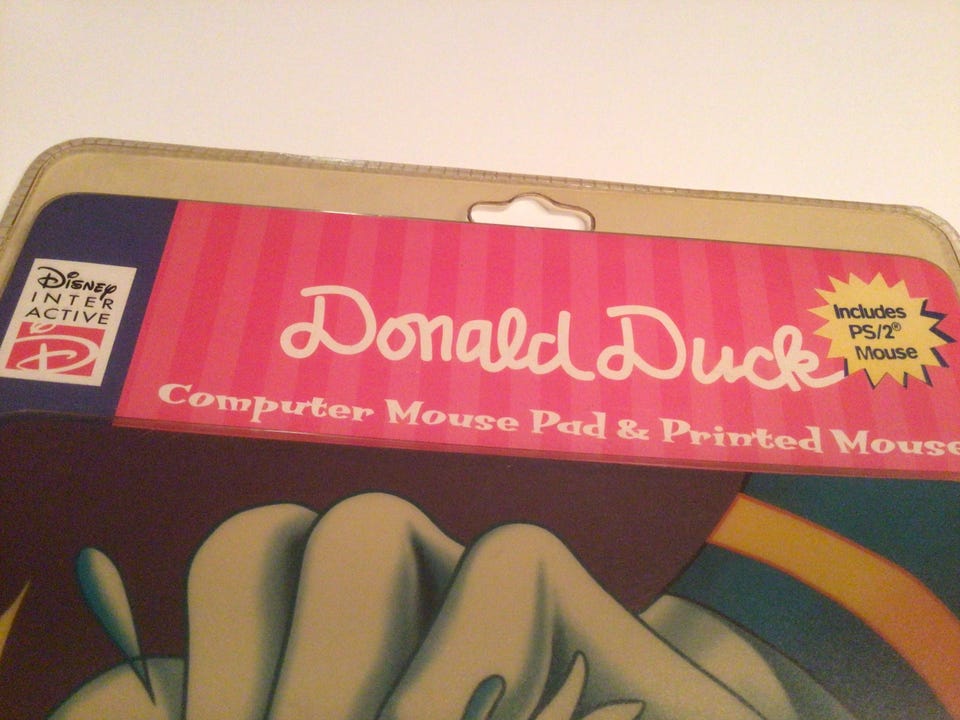 Disney
INTER
ACTIVE
D
Donald Duck
Includes
PS/2®
Mouse
Computer Mouse Pad & Printed Mouse